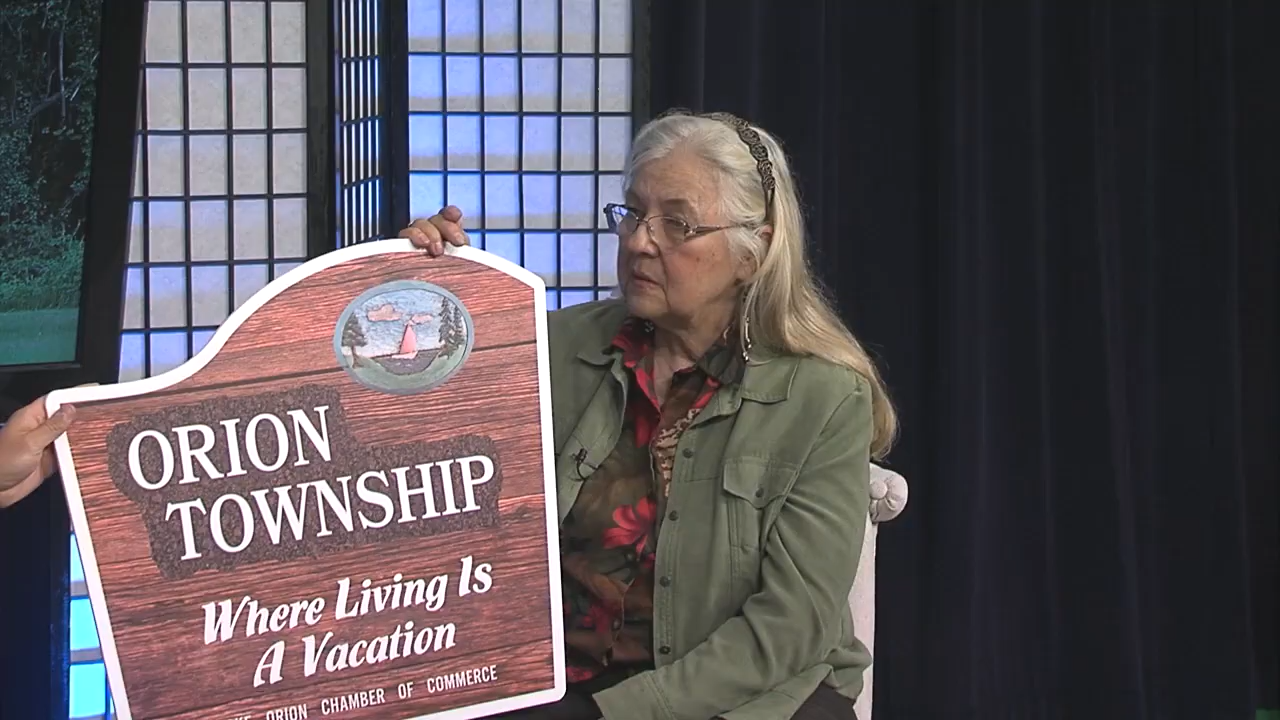 ORION
TOWNSHIP
Where Living Is
A Vacation
ORION CHAMBER OF COMMERCE